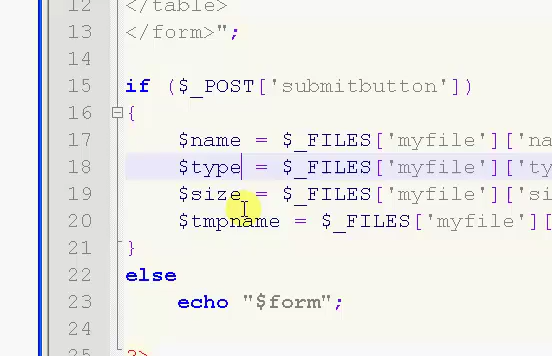 12 </table>
13 </form>";
14
15 if ($_POST['submitbutton'])
16 {
17 $name = $_FILES['myfile']['na
18 $type = $_FILES['myfile']['ty
19 $size = $_FILES['myfile']['si
20 $tmpname = $_FILES['myfile'][
21 }
22 else
23 echo "$form";
24
25 ?>